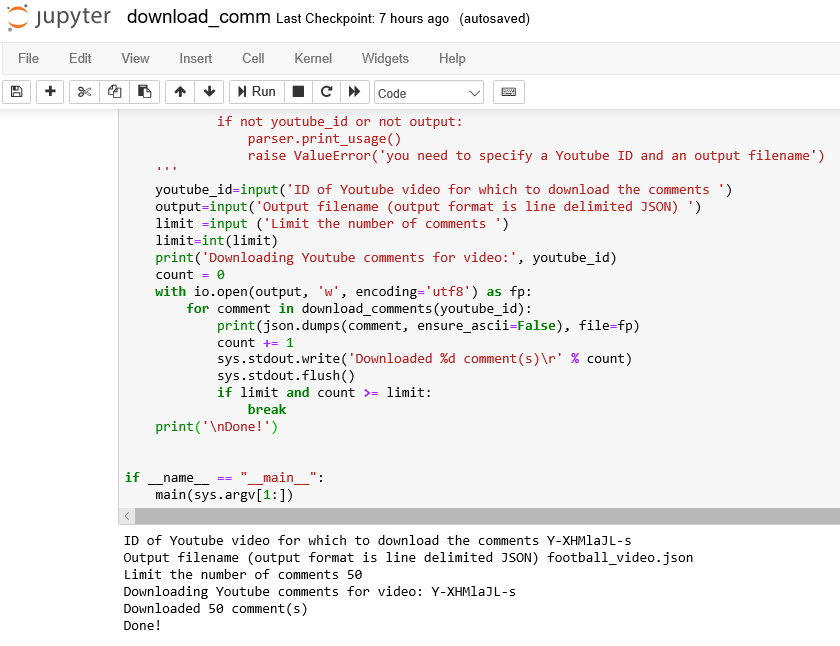 jupyter download_comm Last Checkpoint: 7 hours ago (autosaved)
File Edit View Insert Cell Kernel Widgets Help
Run Code
if not youtube_id or not output:
parser.print_usage()
raise ValueError('you need to specify a Youtube ID and an output filename')
'''
youtube_id=input('ID of Youtube video for which to download the comments ')
output=input('Output filename (output format is line delimited JSON) ')
limit =input ('Limit the number of comments ')
limit=int(limit)
print('Downloading Youtube comments for video:', youtube_id)
count = 0
with io.open(output, 'w', encoding='utf8') as fp:
for comment in download_comments(youtube_id):
print(json.dumps(comment, ensure_ascii=False), file=fp)
count += 1
sys.stdout.write('Downloaded %d comment(s)\r' % count)
sys.stdout.flush()
if limit and count >= limit:
break
print('\nDone!')
if __name__ == "__main__":
main(sys.argv[1:])
ID of Youtube video for which to download the comments Y-XHMlaJL-s
Output filename (output format is line delimited JSON) football_video.json
Limit the number of comments 50
Downloading Youtube comments for video: Y-XHMlaJL-s
Downloaded 50 comment(s)
Done!